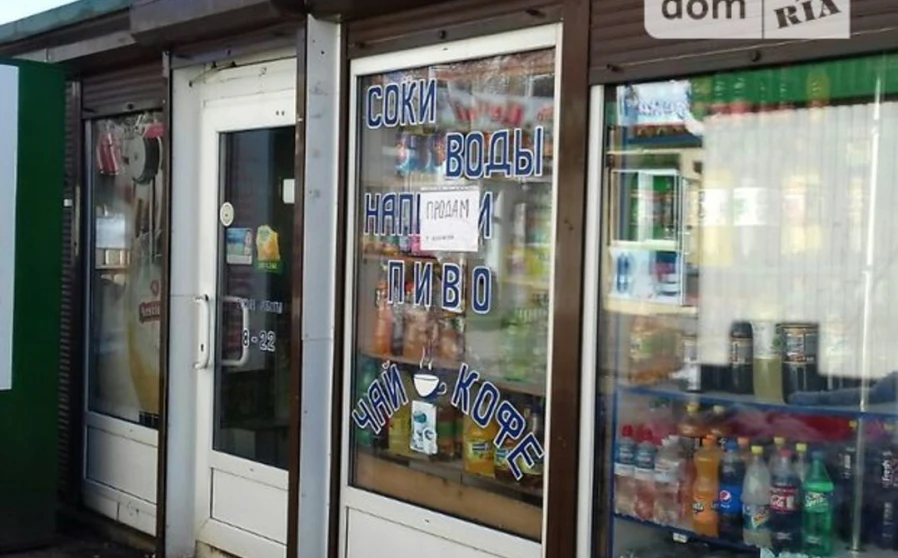 dom RIA
СОКИ
ВОДЫ
НАП И
ПРОДАМ
ПИВО
8-22
ЧАЙ КОФЕ